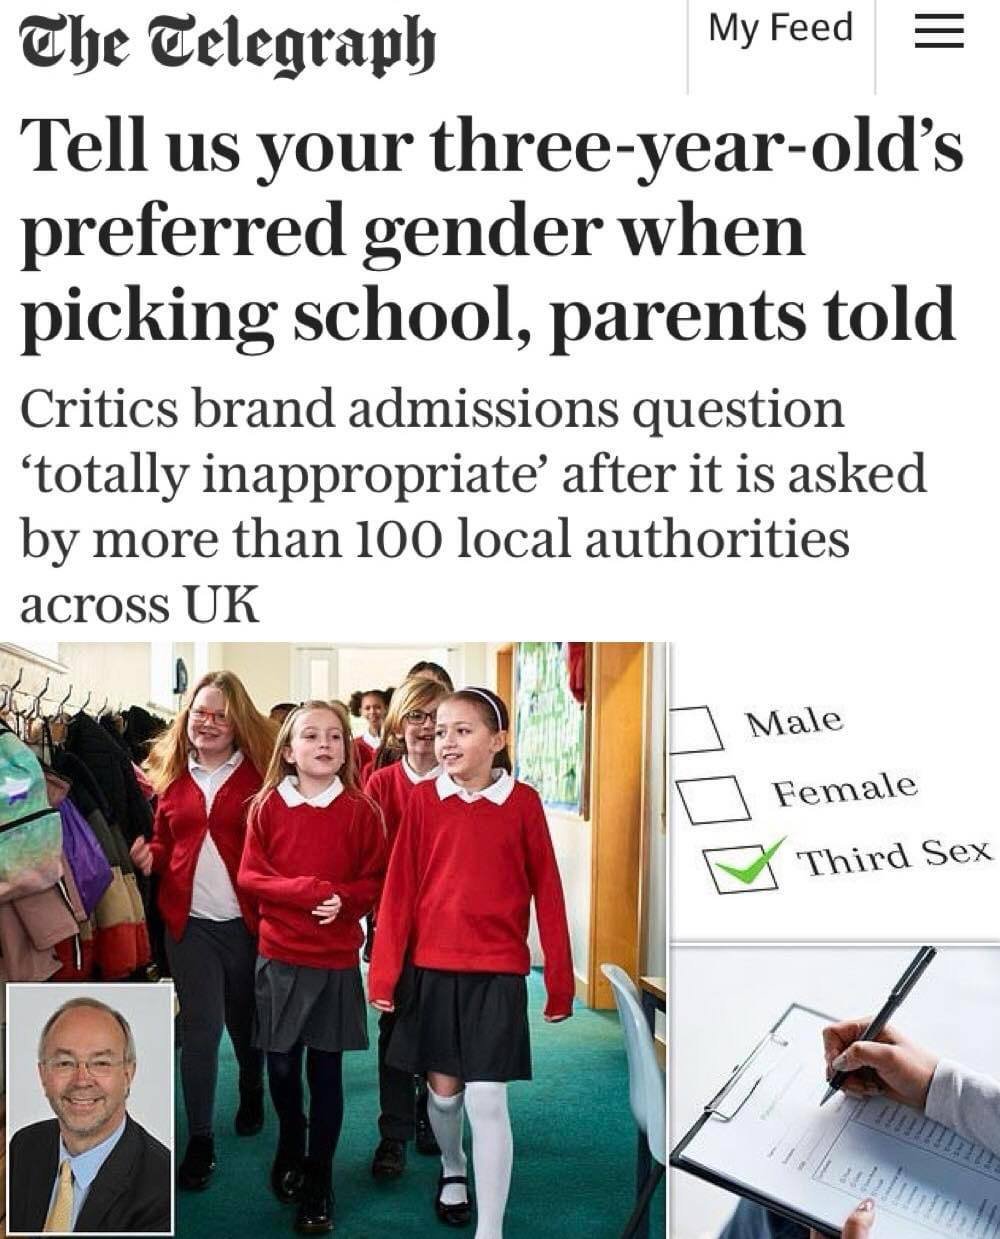 The Telegraph
My Feed
Tell us your three-year-old's
preferred gender when
picking school, parents told
Critics brand admissions question
‘totally inappropriate’ after it is asked
by more than 100 local authorities
across UK
Male
Female
Third Sex